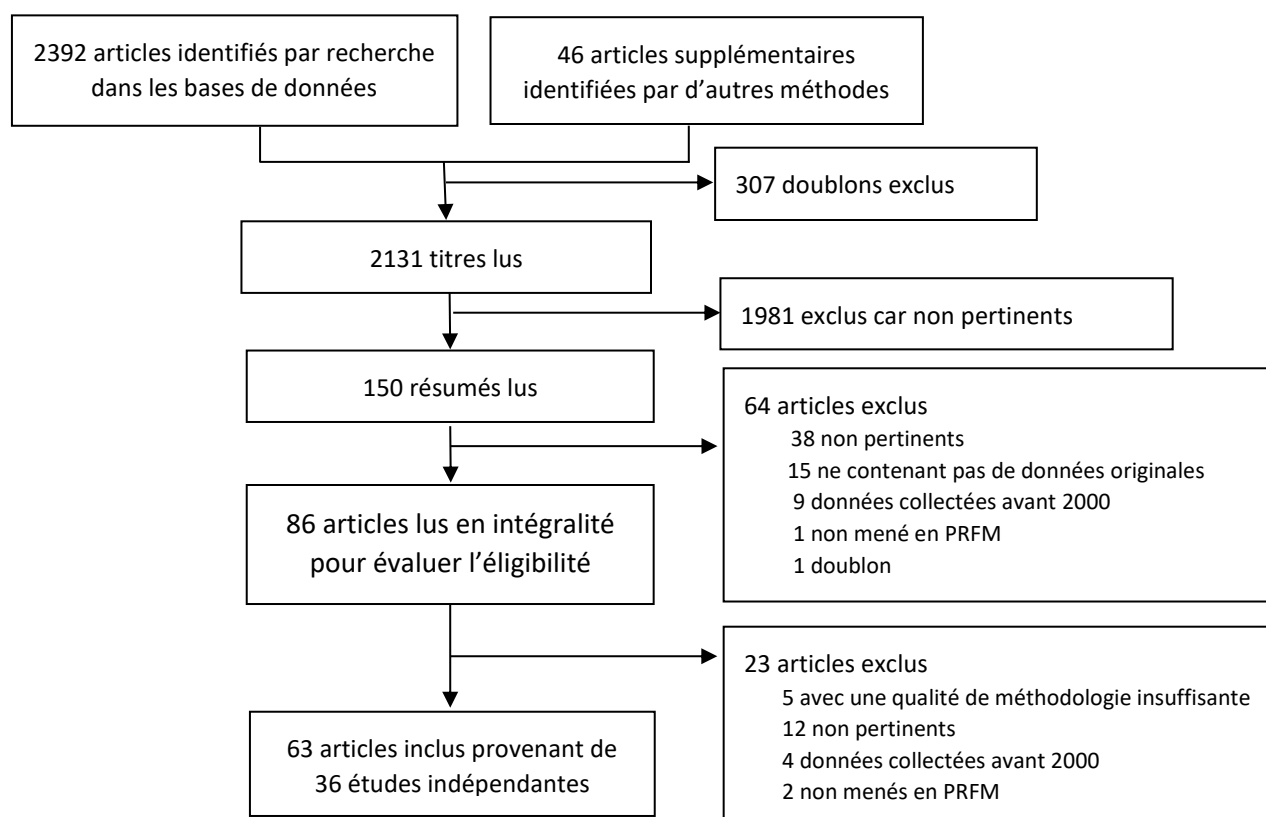 2392 articles identifiés par recherche
dans les bases de données
46 articles supplémentaires
identifiées par d’autres méthodes
307 doublons exclus
2131 titres lus
1981 exclus car non pertinents
150 résumés lus
64 articles exclus
38 non pertinents
15 ne contenant pas de données originales
9 données collectées avant 2000
1 non mené en PRFM
1 doublon
86 articles lus en intégralité
pour évaluer l’éligibilité
23 articles exclus
5 avec une qualité de méthodologie insuffisante
12 non pertinents
4 données collectées avant 2000
2 non menés en PRFM
63 articles inclus provenant de
36 études indépendantes